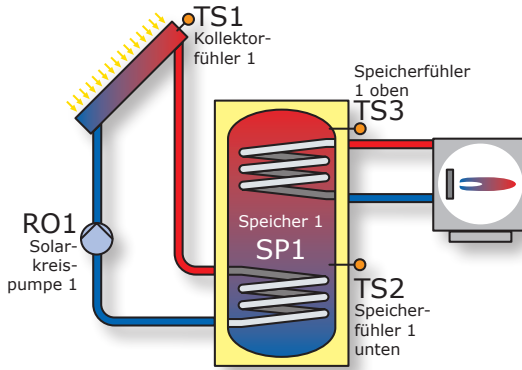 TS1
Kollektor-
fühler 1
Speicherfühler
1 oben
TS3
RO1
Solar-
kreis-
pumpe 1
Speicher 1
SP1
TS2
Speicher-
fühler 1
unten